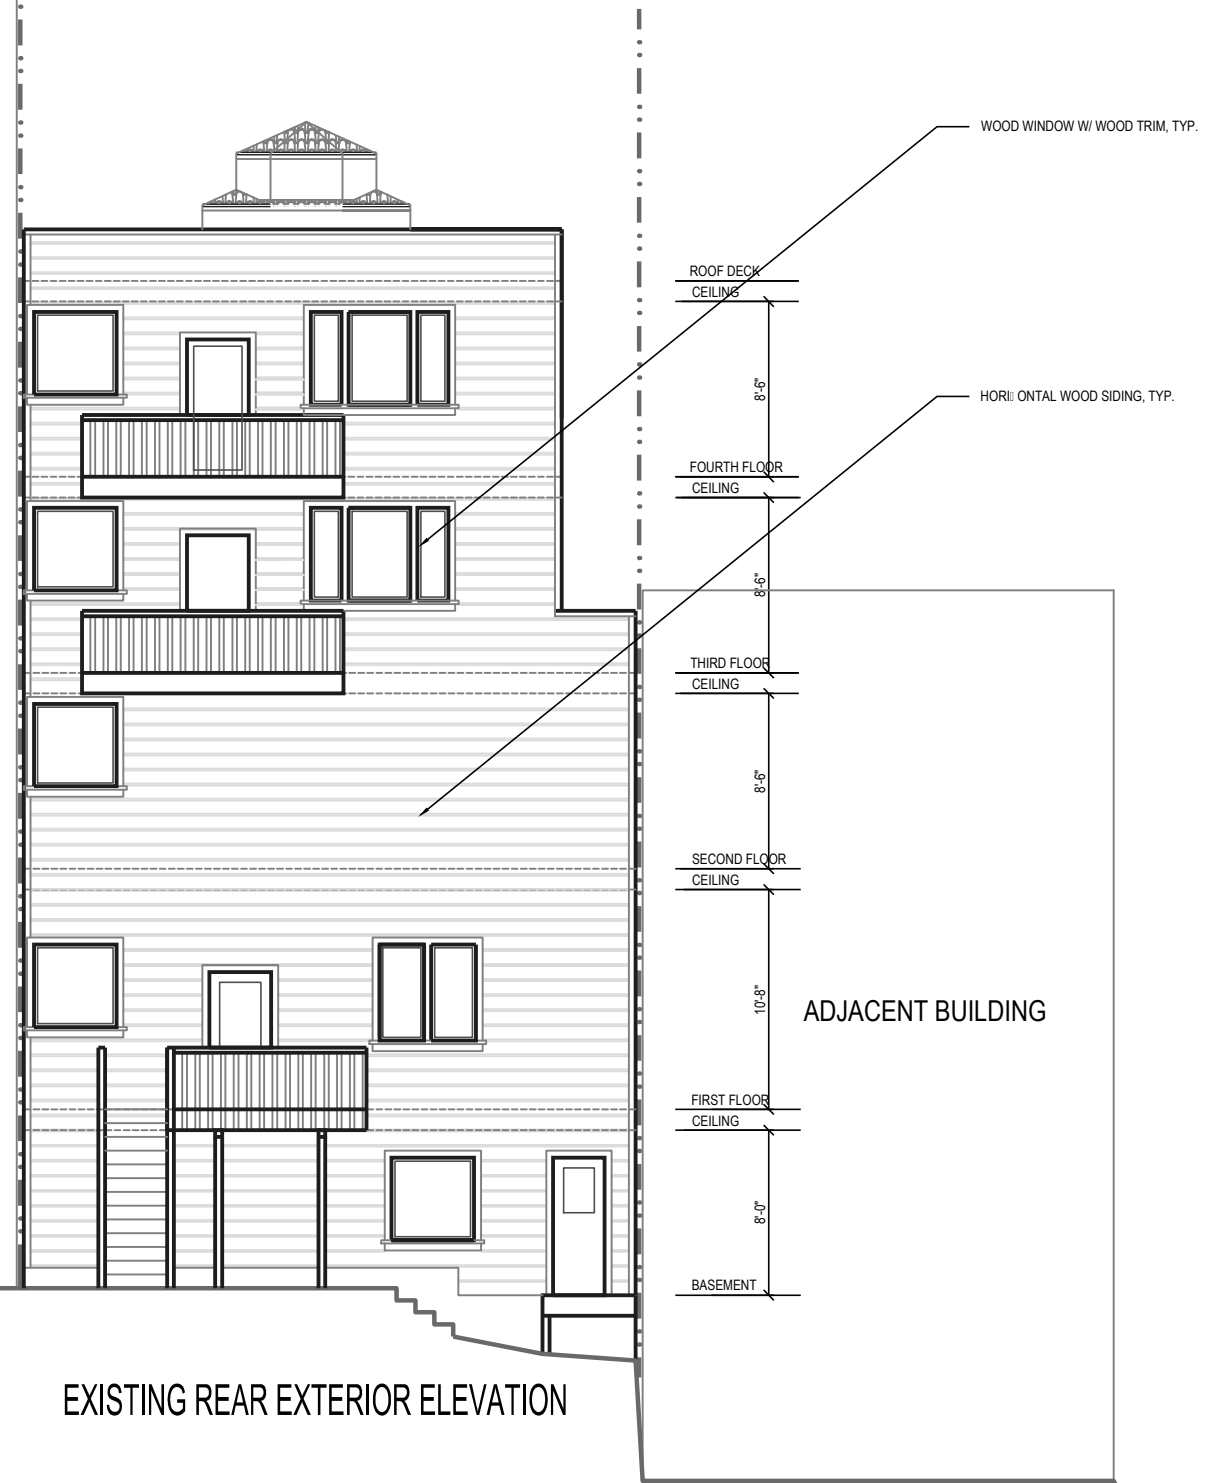 WOOD WINDOW W/ WOOD TRIM, TYP.
ROOF DECK
CEILING
8'-6"
HORI ONTAL WOOD SIDING, TYP.
FOURTH FLOOR
CEILING
8'-6"
THIRD FLOOR
CEILING
8'-6"
SECOND FLOOR
CEILING
10'-8"
ADJACENT BUILDING
FIRST FLOOR
CEILING
8'-0"
BASEMENT
EXISTING REAR EXTERIOR ELEVATION